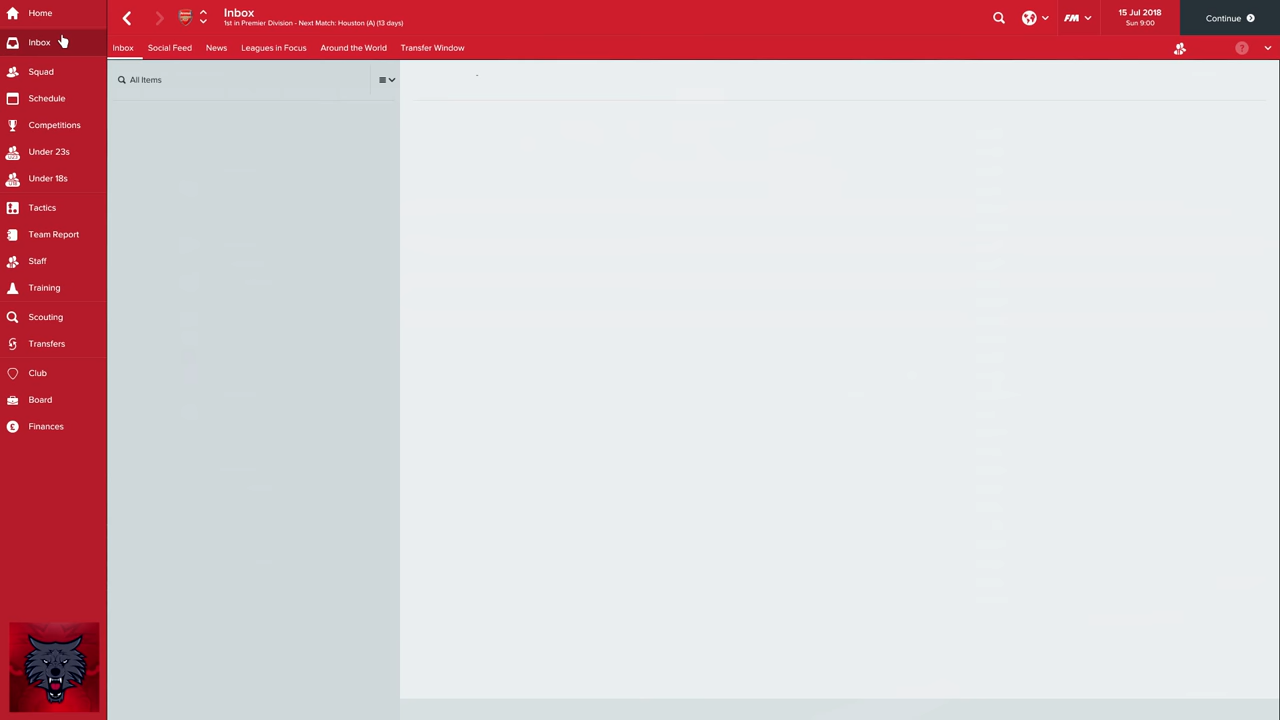 Home
Inbox
Squad
Schedule
Competitions
Under 23s
Under 18s
Tactics
Team Report
Staff
Training
Scouting
Transfers
Club
Board
Finances
Inbox
1st in Premier Division - Next Match: Houston (A) (13 days)
FM
15 Jul 2018
Sun 9:00
Continue
Inbox
Social Feed
News
Leagues in Focus
Around the World
Transfer Window
?
All Items
-